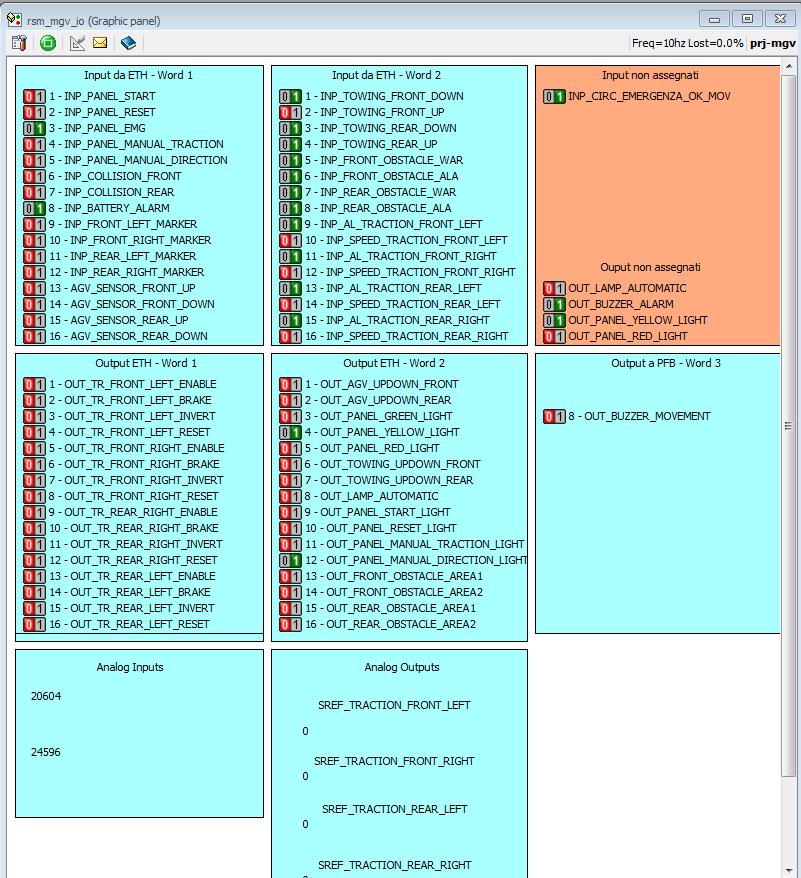 rsm_mgv_io (Graphic panel)
Freq=10hz Lost=0.0% prj-mgv
Input da ETH - Word 1
0 1 1 - INP_PANEL_START
0 1 2 - INP_PANEL_RESET
0 1 3 - INP_PANEL_EMG
0 1 4 - INP_PANEL_MANUAL_TRACTION
0 1 5 - INP_PANEL_MANUAL_DIRECTION
0 1 6 - INP_COLLISION_FRONT
0 1 7 - INP_COLLISION_REAR
0 1 8 - INP_BATTERY_ALARM
0 1 9 - INP_FRONT_LEFT_MARKER
0 1 10 - INP_FRONT_RIGHT_MARKER
0 1 11 - INP_REAR_LEFT_MARKER
0 1 12 - INP_REAR_RIGHT_MARKER
0 1 13 - AGV_SENSOR_FRONT_UP
0 1 14 - AGV_SENSOR_FRONT_DOWN
0 1 15 - AGV_SENSOR_REAR_UP
0 1 16 - AGV_SENSOR_REAR_DOWN
Input da ETH - Word 2
0 1 1 - INP_TOWING_FRONT_DOWN
0 1 2 - INP_TOWING_FRONT_UP
0 1 3 - INP_TOWING_REAR_DOWN
0 1 4 - INP_TOWING_REAR_UP
0 1 5 - INP_FRONT_OBSTACLE_WAR
0 1 6 - INP_FRONT_OBSTACLE_ALA
0 1 7 - INP_REAR_OBSTACLE_WAR
0 1 8 - INP_REAR_OBSTACLE_ALA
0 1 9 - INP_AL_TRACTION_FRONT_LEFT
0 1 10 - INP_SPEED_TRACTION_FRONT_LEFT
0 1 11 - INP_AL_TRACTION_FRONT_RIGHT
0 1 12 - INP_SPEED_TRACTION_FRONT_RIGHT
0 1 13 - INP_AL_TRACTION_REAR_LEFT
0 1 14 - INP_SPEED_TRACTION_REAR_LEFT
0 1 15 - INP_AL_TRACTION_REAR_RIGHT
0 1 16 - INP_SPEED_TRACTION_REAR_RIGHT
Input non assegnati
0 1 INP_CIRC_EMERGENZA_OK_MOV
Ouput non assegnati
0 1 OUT_LAMP_AUTOMATIC
0 1 OUT_BUZZER_ALARM
0 1 OUT_PANEL_YELLOW_LIGHT
0 1 OUT_PANEL_RED_LIGHT
Output ETH - Word 1
0 1 1 - OUT_TR_FRONT_LEFT_ENABLE
0 1 2 - OUT_TR_FRONT_LEFT_BRAKE
0 1 3 - OUT_TR_FRONT_LEFT_INVERT
0 1 4 - OUT_TR_FRONT_LEFT_RESET
0 1 5 - OUT_TR_FRONT_RIGHT_ENABLE
0 1 6 - OUT_TR_FRONT_RIGHT_BRAKE
0 1 7 - OUT_TR_FRONT_RIGHT_INVERT
0 1 8 - OUT_TR_FRONT_RIGHT_RESET
0 1 9 - OUT_TR_REAR_RIGHT_ENABLE
0 1 10 - OUT_TR_REAR_RIGHT_BRAKE
0 1 11 - OUT_TR_REAR_RIGHT_INVERT
0 1 12 - OUT_TR_REAR_RIGHT_RESET
0 1 13 - OUT_TR_REAR_LEFT_ENABLE
0 1 14 - OUT_TR_REAR_LEFT_BRAKE
0 1 15 - OUT_TR_REAR_LEFT_INVERT
0 1 16 - OUT_TR_REAR_LEFT_RESET
Output ETH - Word 2
0 1 1 - OUT_AGV_UPDOWN_FRONT
0 1 2 - OUT_AGV_UPDOWN_REAR
0 1 3 - OUT_PANEL_GREEN_LIGHT
0 1 4 - OUT_PANEL_YELLOW_LIGHT
0 1 5 - OUT_PANEL_RED_LIGHT
0 1 6 - OUT_TOWING_UPDOWN_FRONT
0 1 7 - OUT_TOWING_UPDOWN_REAR
0 1 8 - OUT_LAMP_AUTOMATIC
0 1 9 - OUT_PANEL_START_LIGHT
0 1 10 - OUT_PANEL_RESET_LIGHT
0 1 11 - OUT_PANEL_MANUAL_TRACTION_LIGHT
0 1 12 - OUT_PANEL_MANUAL_DIRECTION_LIGHT
0 1 13 - OUT_FRONT_OBSTACLE_AREA1
0 1 14 - OUT_FRONT_OBSTACLE_AREA2
0 1 15 - OUT_REAR_OBSTACLE_AREA1
0 1 16 - OUT_REAR_OBSTACLE_AREA2
Output a PFB - Word 3
0 1 8 - OUT_BUZZER_MOVEMENT
Analog Inputs
20604
24596
Analog Outputs
SREF_TRACTION_FRONT_LEFT
0
SREF_TRACTION_FRONT_RIGHT
0
SREF_TRACTION_REAR_LEFT
0
SREF_TRACTION_REAR_RIGHT